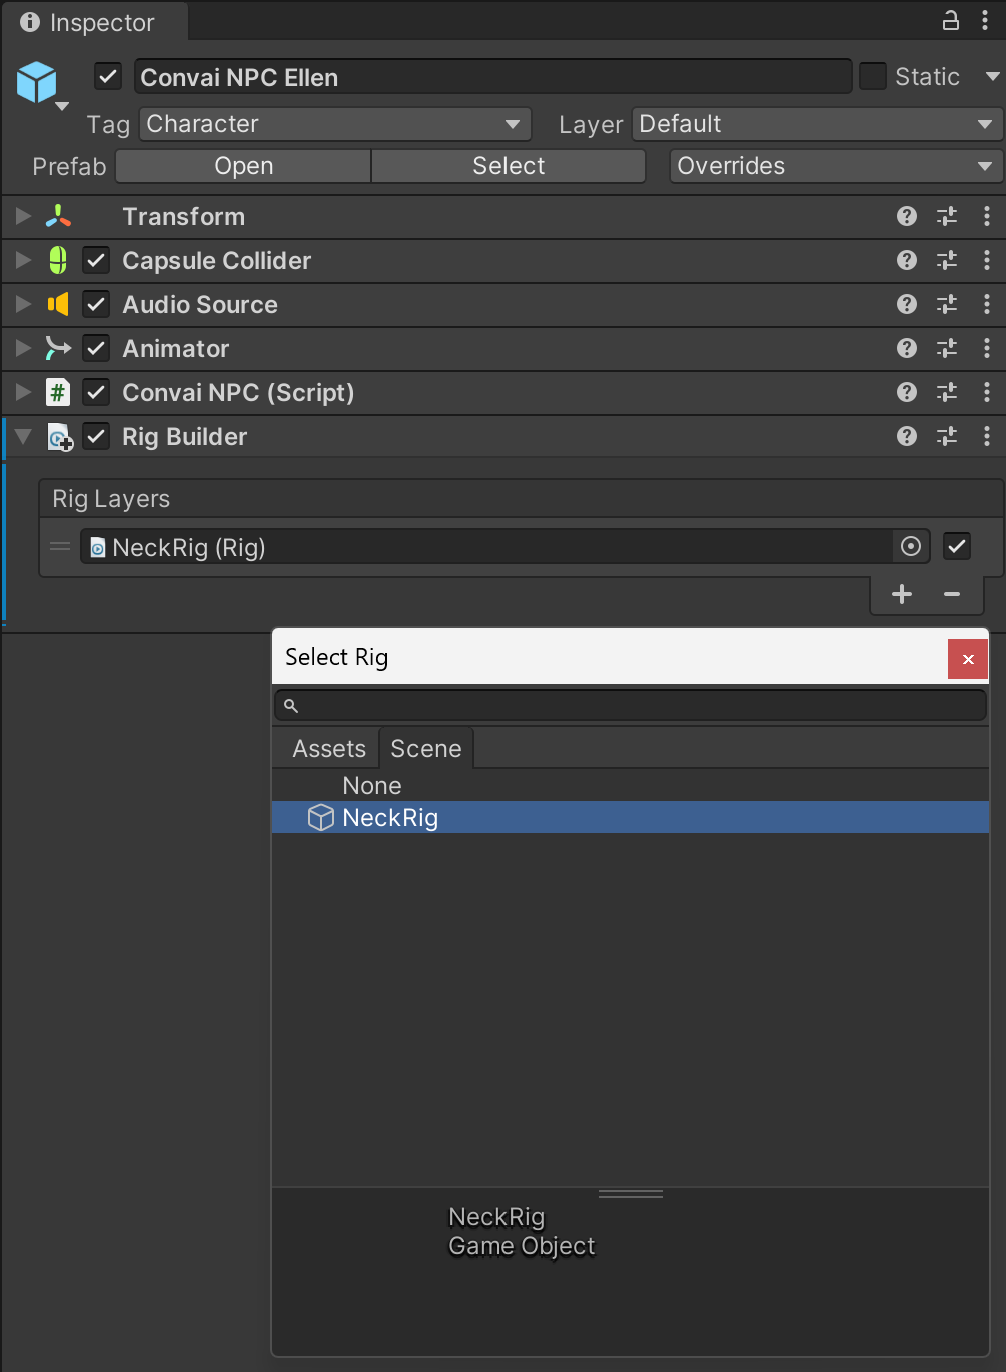 Inspector
Convai NPC Ellen
Static
Tag Character Layer Default
Prefab Open Select Overrides
Transform
Capsule Collider
Audio Source
Animator
# Convai NPC (Script)
Rig Builder
Rig Layers
NeckRig (Rig)
Select Rig
Assets Scene
None
NeckRig
NeckRig
Game Object